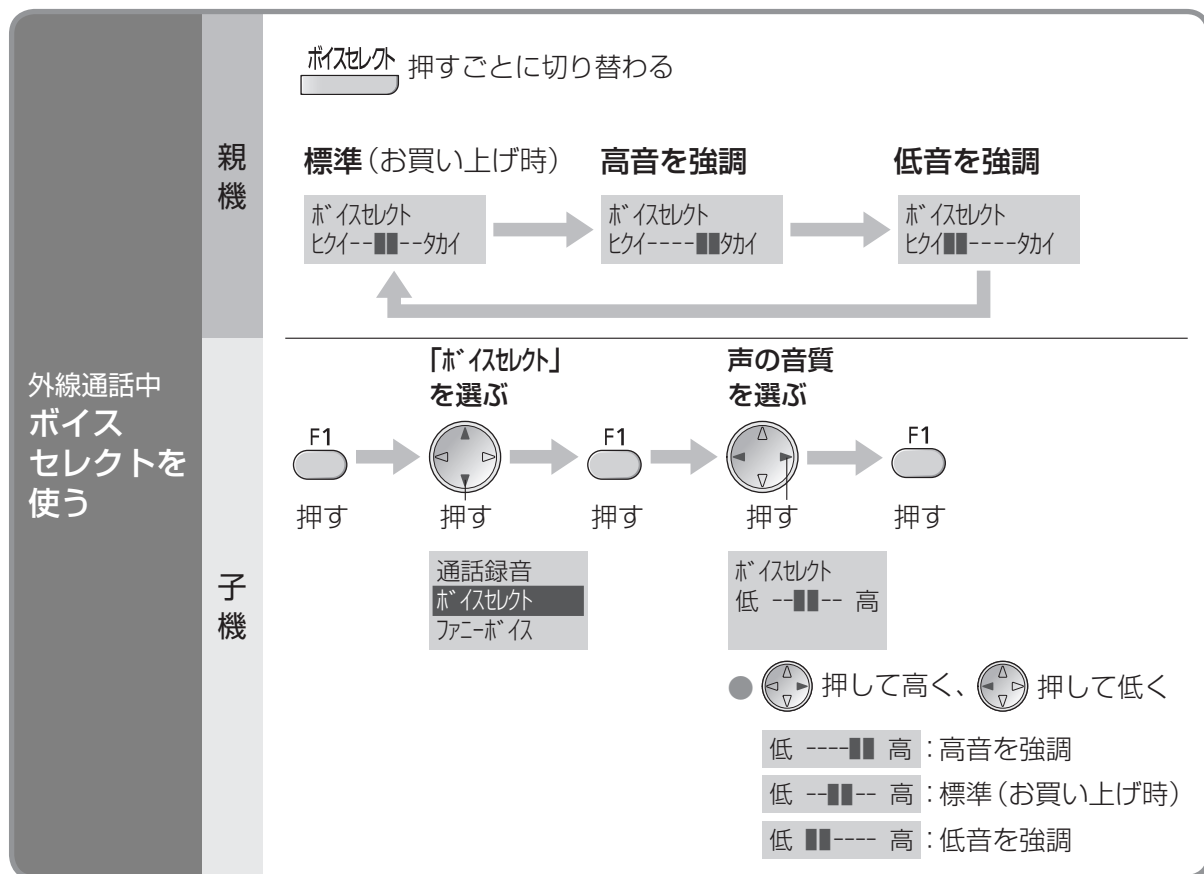 外線通話中
ボイス
セレクトを
使う
親機
ボイスセレクト 押すごとに切り替わる
標準(お買い上げ時) 高音を強調 低音を強調
ボイスセレクト ボイスセレクト ボイスセレクト
ヒクイ--▮▮--タカイ ヒクイ----▮▮タカイ ヒクイ▮▮----タカイ
子機
「ボイスセレクト」
を選ぶ
声の音質
を選ぶ
F1 F1 F1
押す 押す 押す 押す 押す
通話録音
ボイスセレクト
ファニーボイス
ボイスセレクト
低 --▮▮-- 高
● 押して高く、 押して低く
低 ----▮▮ 高:高音を強調
低 --▮▮-- 高:標準(お買い上げ時)
低 ▮▮---- 高:低音を強調